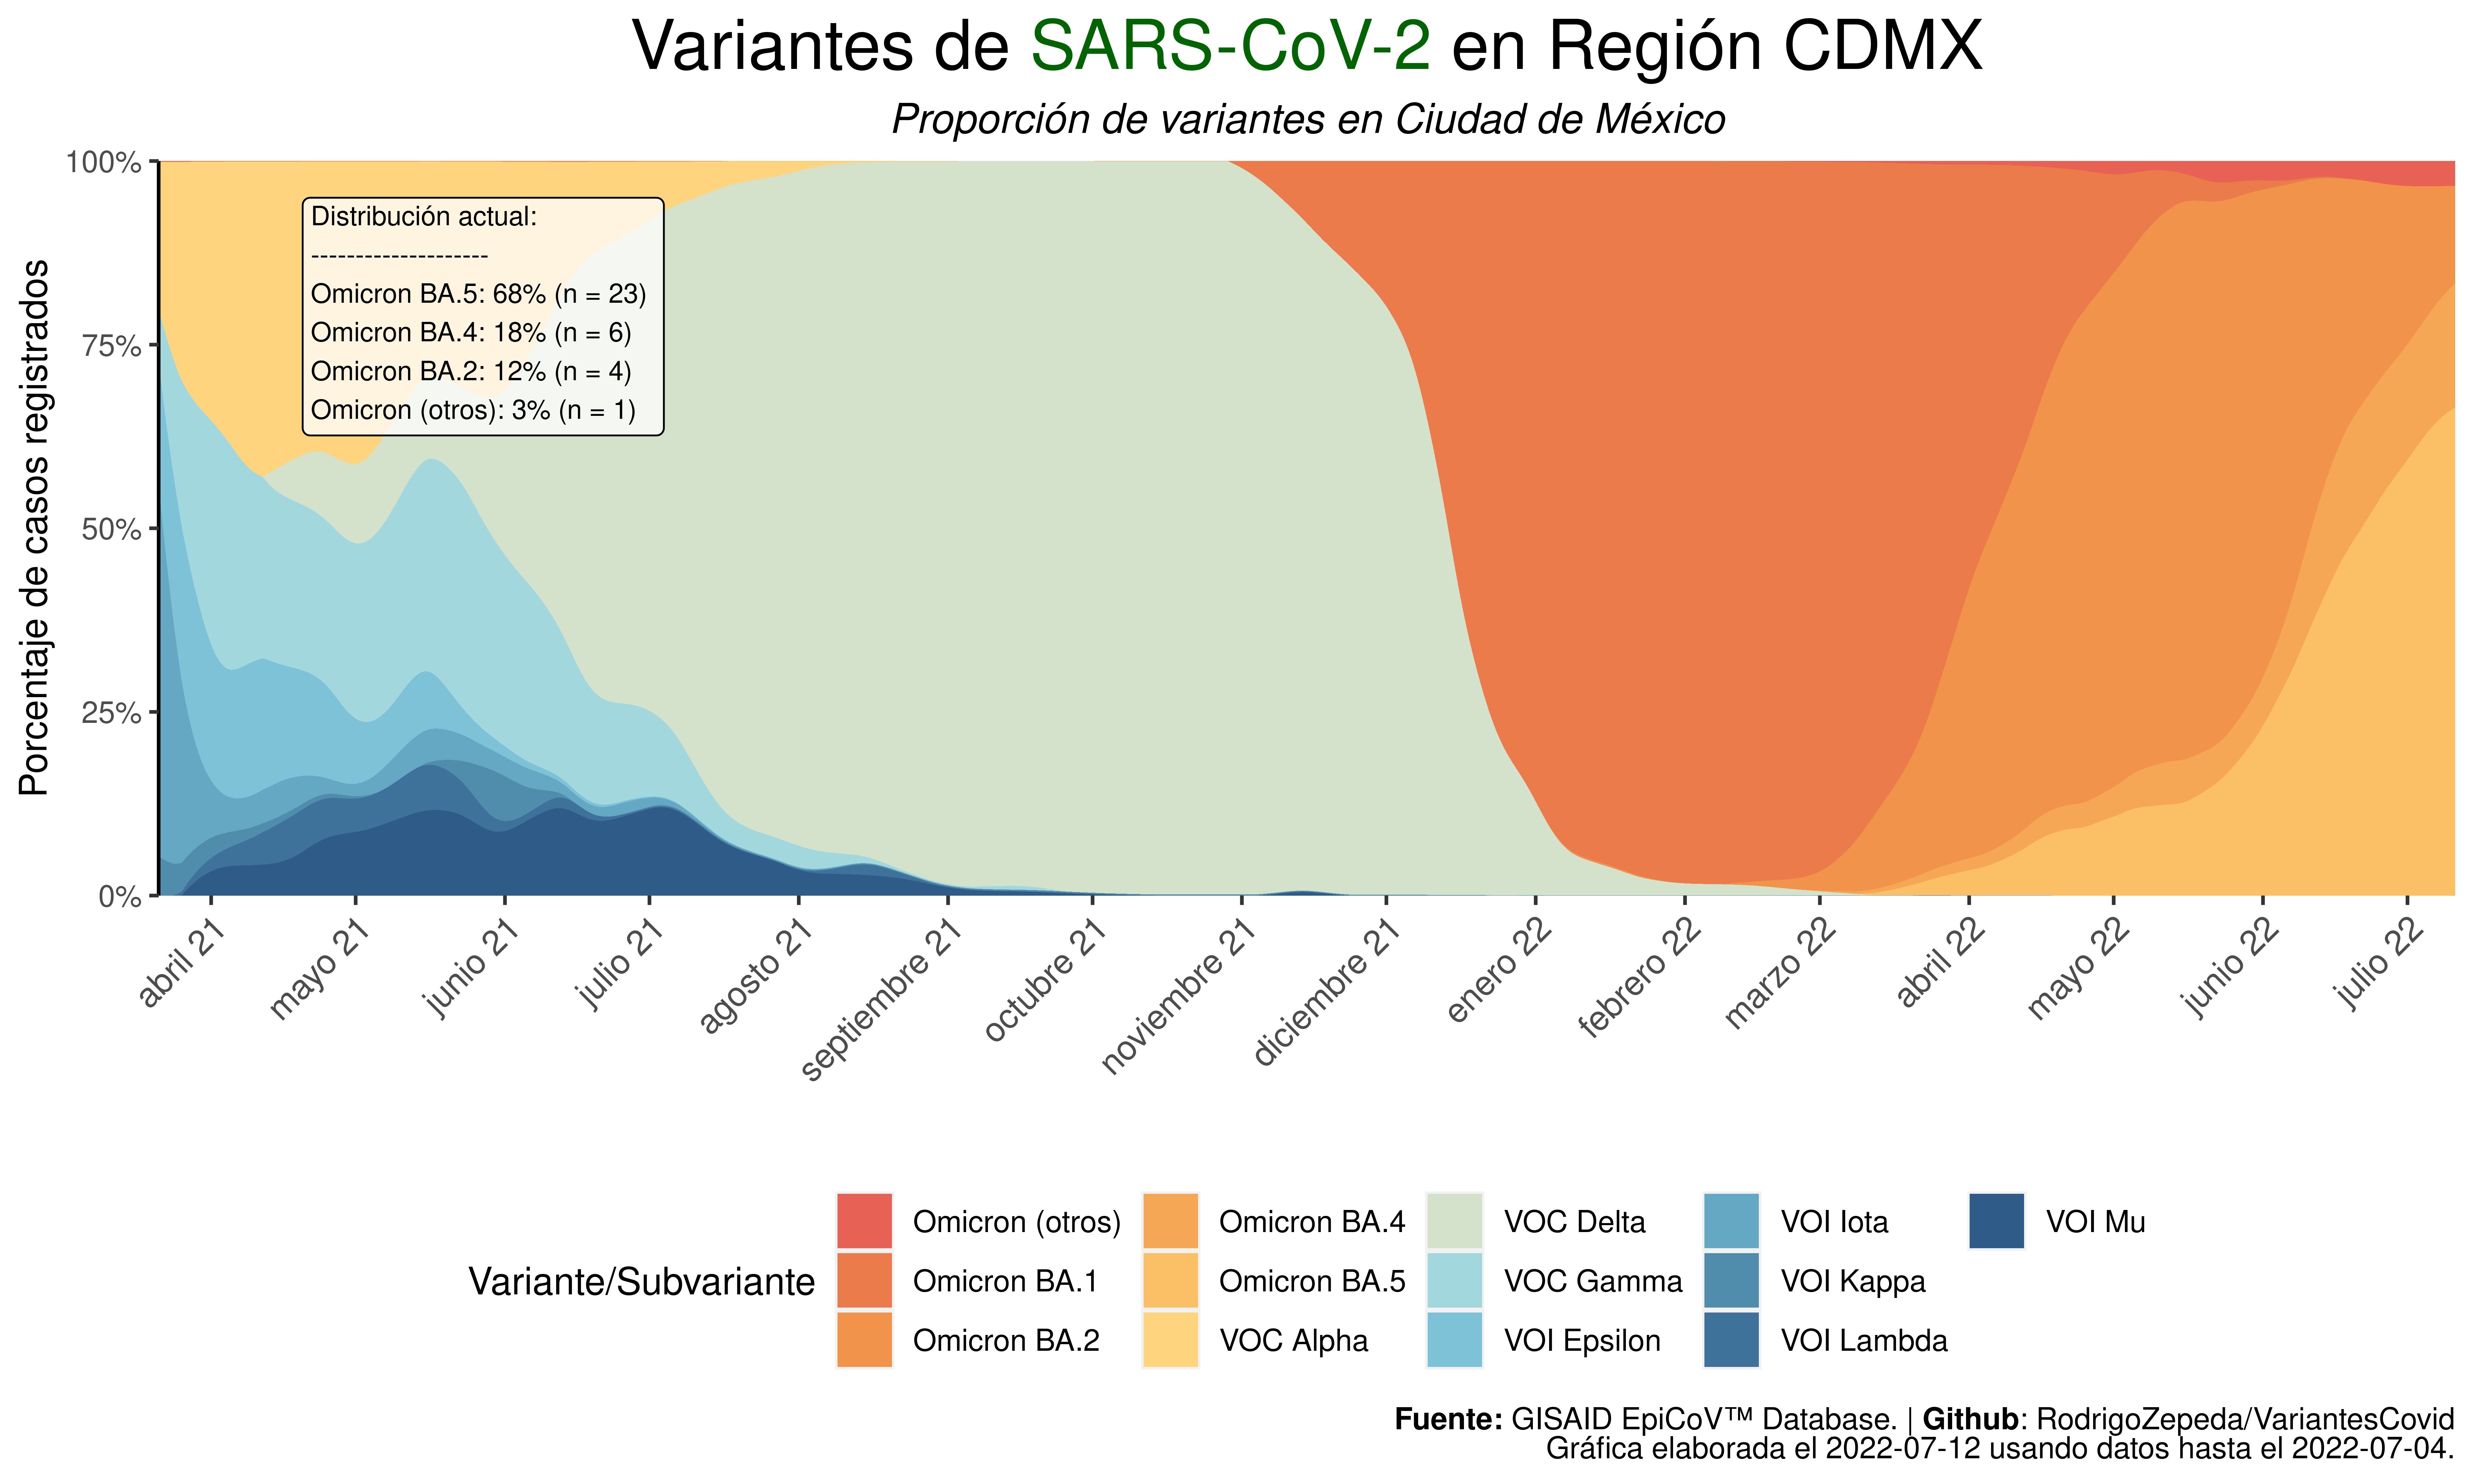 Variantes de SARS-CoV-2 en Región CDMX
Proporción de variantes en Ciudad de México
Porcentaje de casos registrados
100%
75%
50%
25%
0%
Distribución actual:
---------------------
Omicron BA.5: 68% (n = 23)
Omicron BA.4: 18% (n = 6)
Omicron BA.2: 12% (n = 4)
Omicron (otros): 3% (n = 1)
abril 21
mayo 21
junio 21
julio 21
agosto 21
septiembre 21
octubre 21
noviembre 21
diciembre 21
enero 22
febrero 22
marzo 22
abril 22
mayo 22
junio 22
julio 22
Variante/Subvariante
Omicron (otros)
Omicron BA.1
Omicron BA.2
Omicron BA.4
Omicron BA.5
VOC Alpha
VOC Delta
VOC Gamma
VOI Epsilon
VOI Iota
VOI Kappa
VOI Lambda
VOI Mu
Fuente: GISAID EpiCoV™ Database. | Github: RodrigoZepeda/VariantesCovid
Gráfica elaborada el 2022-07-12 usando datos hasta el 2022-07-04.